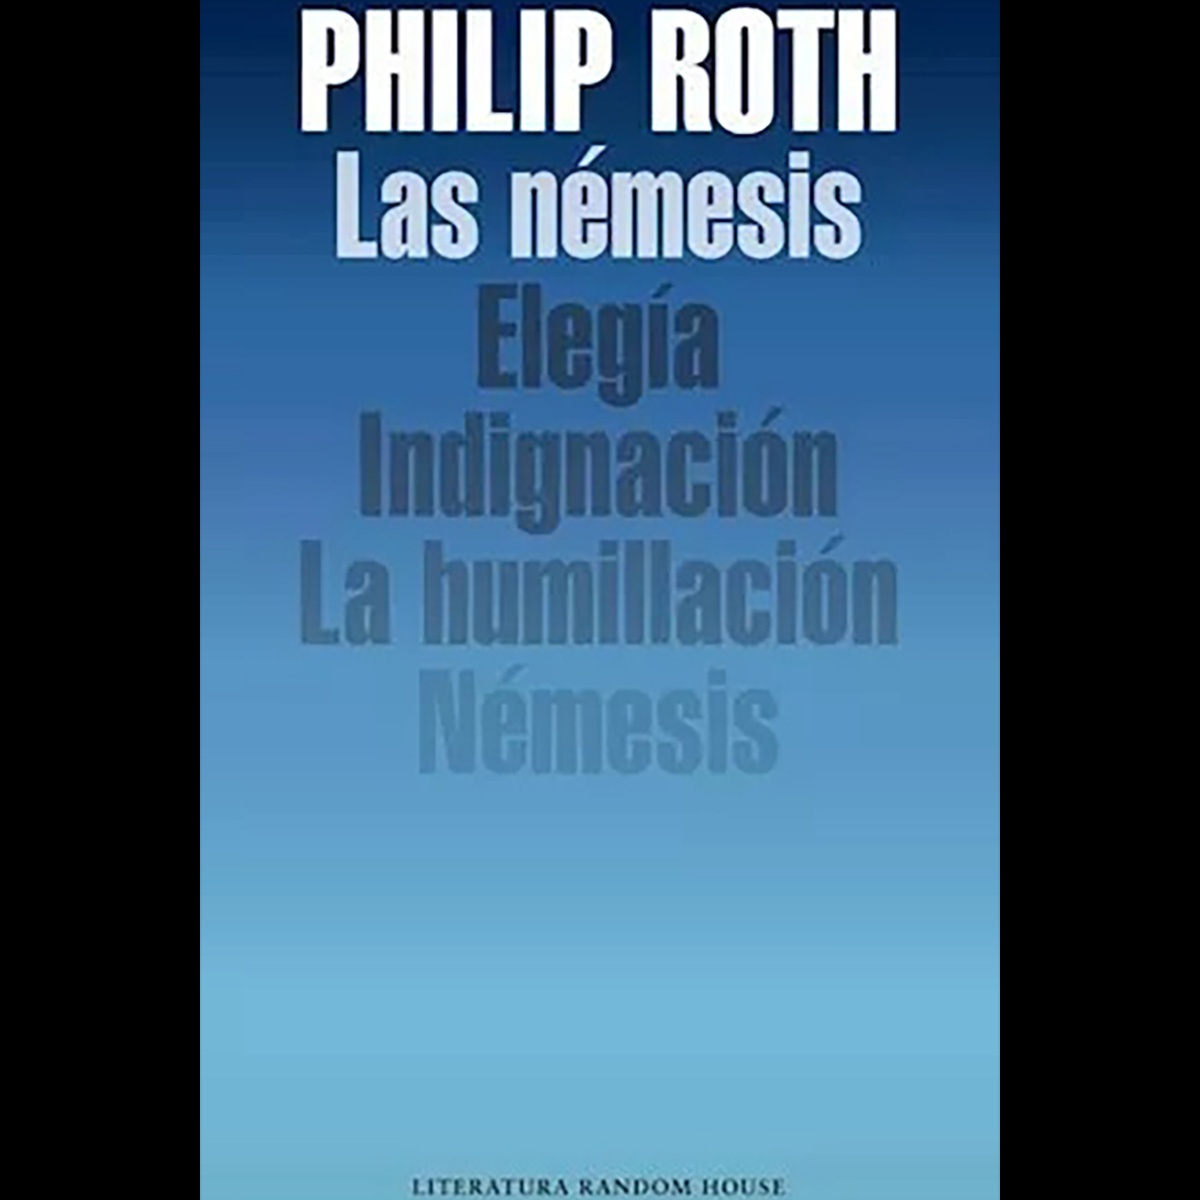 PHILIP ROTH
Las némesis
Elegía
Indignación
La humillación
Némesis
LITERATURA RANDOM HOUSE